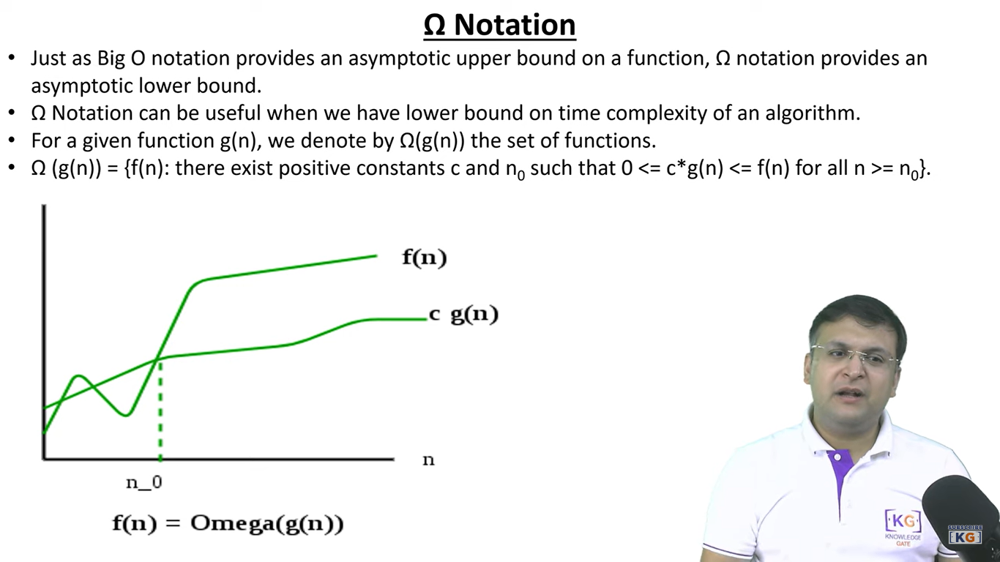 Ω Notation
• Just as Big O notation provides an asymptotic upper bound on a function, Ω notation provides an
asymptotic lower bound.
• Ω Notation can be useful when we have lower bound on time complexity of an algorithm.
• For a given function g(n), we denote by Ω(g(n)) the set of functions.
• Ω (g(n)) = {f(n): there exist positive constants c and n₀ such that 0 <= c*g(n) <= f(n) for all n >= n₀}.
f(n)
c g(n)
n
n_0
f(n) = Omega(g(n))
KG
KNOWLEDGE
GATE
SUBSCRIBE
KG